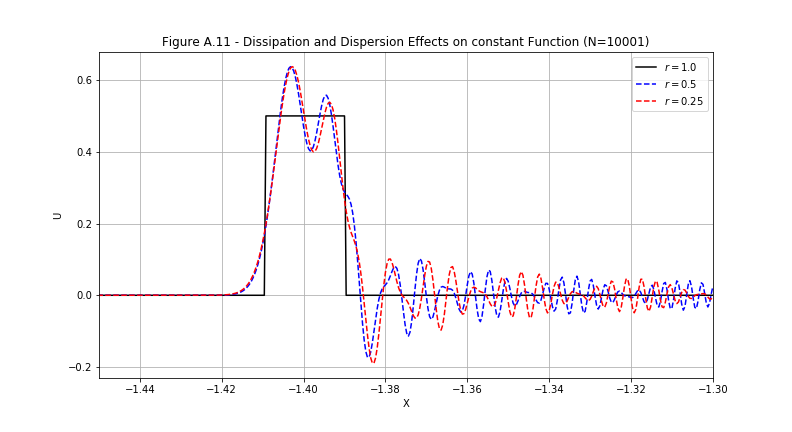 Figure A.11 - Dissipation and Dispersion Effects on constant Function (N=10001)
r = 1.0
r = 0.5
r = 0.25
0.6
0.4
0.2
0.0
−0.2
U
−1.44 −1.42 −1.40 −1.38 −1.36 −1.34 −1.32 −1.30
X